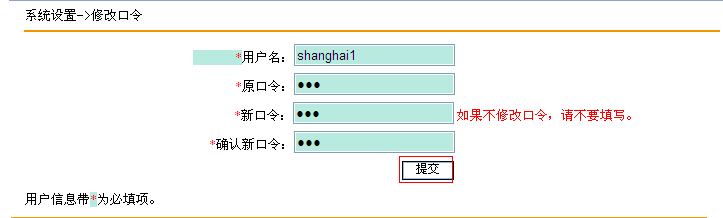 系统设置->修改口令
*用户名: shanghai1
*原口令: ●●●
*新口令: ●●● 如果不修改口令，请不要填写。
*确认新口令: ●●●
提交
用户信息带*为必填项。